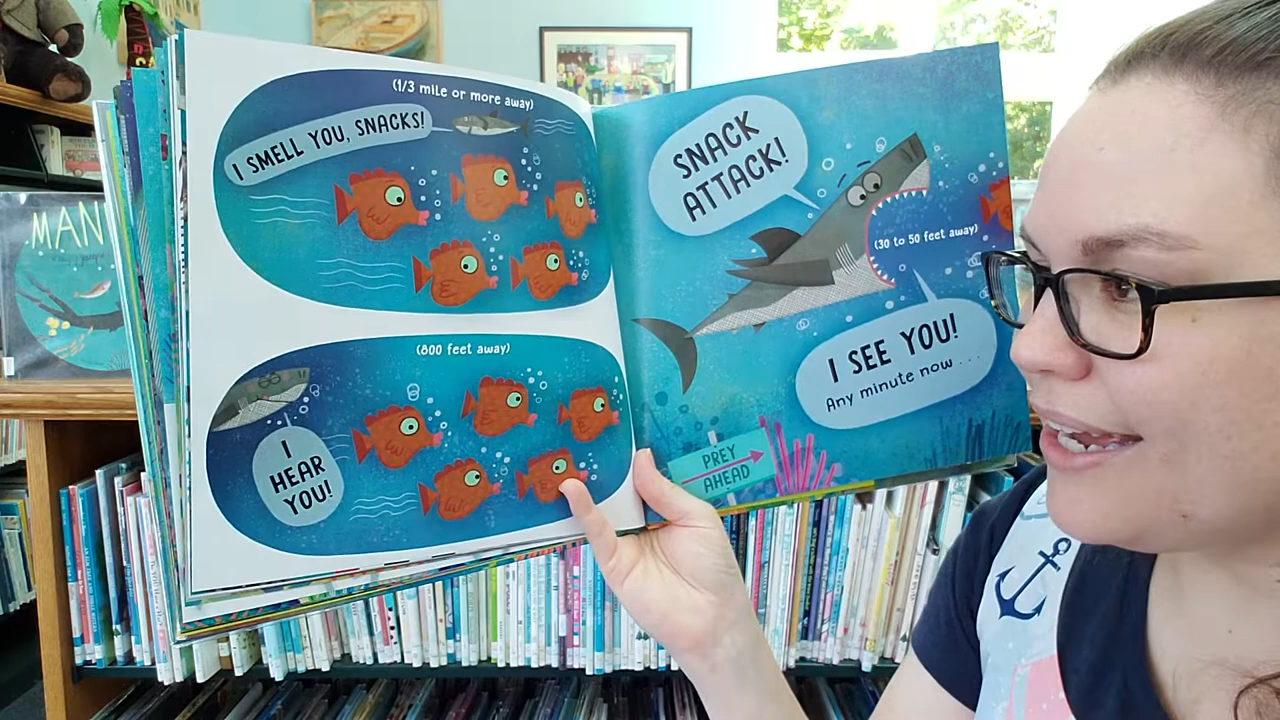 (1/3 mile or more away)
I SMELL YOU, SNACKS!
(800 feet away)
I
HEAR
YOU!
SNACK
ATTACK!
(30 to 50 feet away)
I SEE YOU!
Any minute now . . .
PREY
AHEAD
MAN